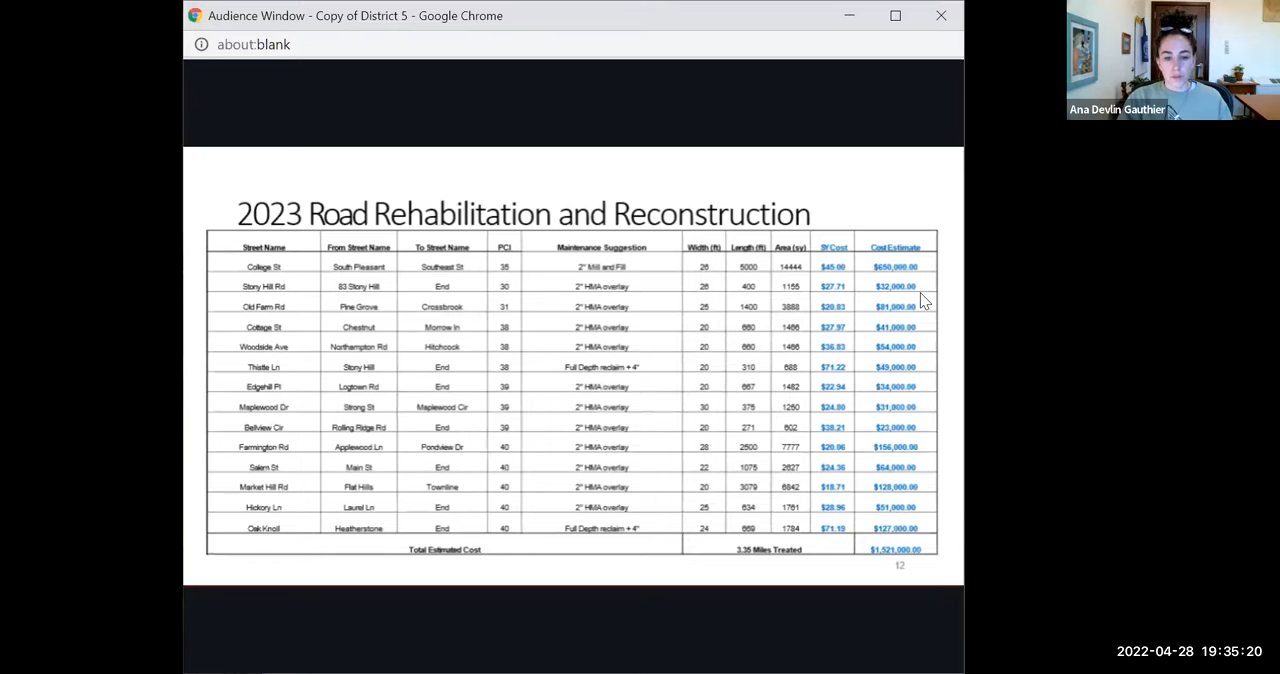 Audience Window - Copy of District 5 - Google Chrome
about:blank
Ana Devlin Gauthier
2023 Road Rehabilitation and Reconstruction
Street Name From Street Name To Street Name PCI Maintenance Suggestion Width (ft) Length (ft) Area (sy) SY Cost Cost Estimate
College St South Pleasant Southeast St 35 2" Mill and Fill 26 5000 14444 $45.00 $650,000.00
Stony Hill Rd 83 Stony Hill End 30 2" HMA overlay 26 400 1155 $27.71 $32,000.00
Old Farm Rd Pine Grove Crossbrook 31 2" HMA overlay 25 1400 3888 $20.83 $81,000.00
Cottage St Chestnut Morrow ln 38 2" HMA overlay 20 660 1466 $27.97 $41,000.00
Woodside Ave Northampton Rd Hitchcock 38 2" HMA overlay 20 660 1466 $36.83 $54,000.00
Thistle Ln Stony Hill End 38 Full Depth reclaim + 4" 20 310 688 $71.22 $49,000.00
Edgehill Pl Logtown Rd End 39 2" HMA overlay 20 667 1482 $22.94 $34,000.00
Maplewood Dr Strong St Maplewood Cir 39 2" HMA overlay 30 375 1250 $24.80 $31,000.00
Bellview Cir Rolling Ridge Rd End 39 2" HMA overlay 20 271 602 $38.21 $23,000.00
Farmington Rd Applewood Ln Pondview Dr 40 2" HMA overlay 28 2500 7777 $20.06 $156,000.00
Salem St Main St End 40 2" HMA overlay 22 1075 2627 $24.36 $64,000.00
Market Hill Rd Flat Hills Townline 40 2" HMA overlay 20 3079 6842 $18.71 $128,000.00
Hickory Ln Laurel Ln End 40 2" HMA overlay 25 634 1761 $28.96 $51,000.00
Oak Knoll Heatherstone End 40 Full Depth reclaim + 4" 24 669 1784 $71.19 $127,000.00
Total Estimated Cost 3.35 Miles Treated $1,521,000.00
12
2022-04-28 19:35:20